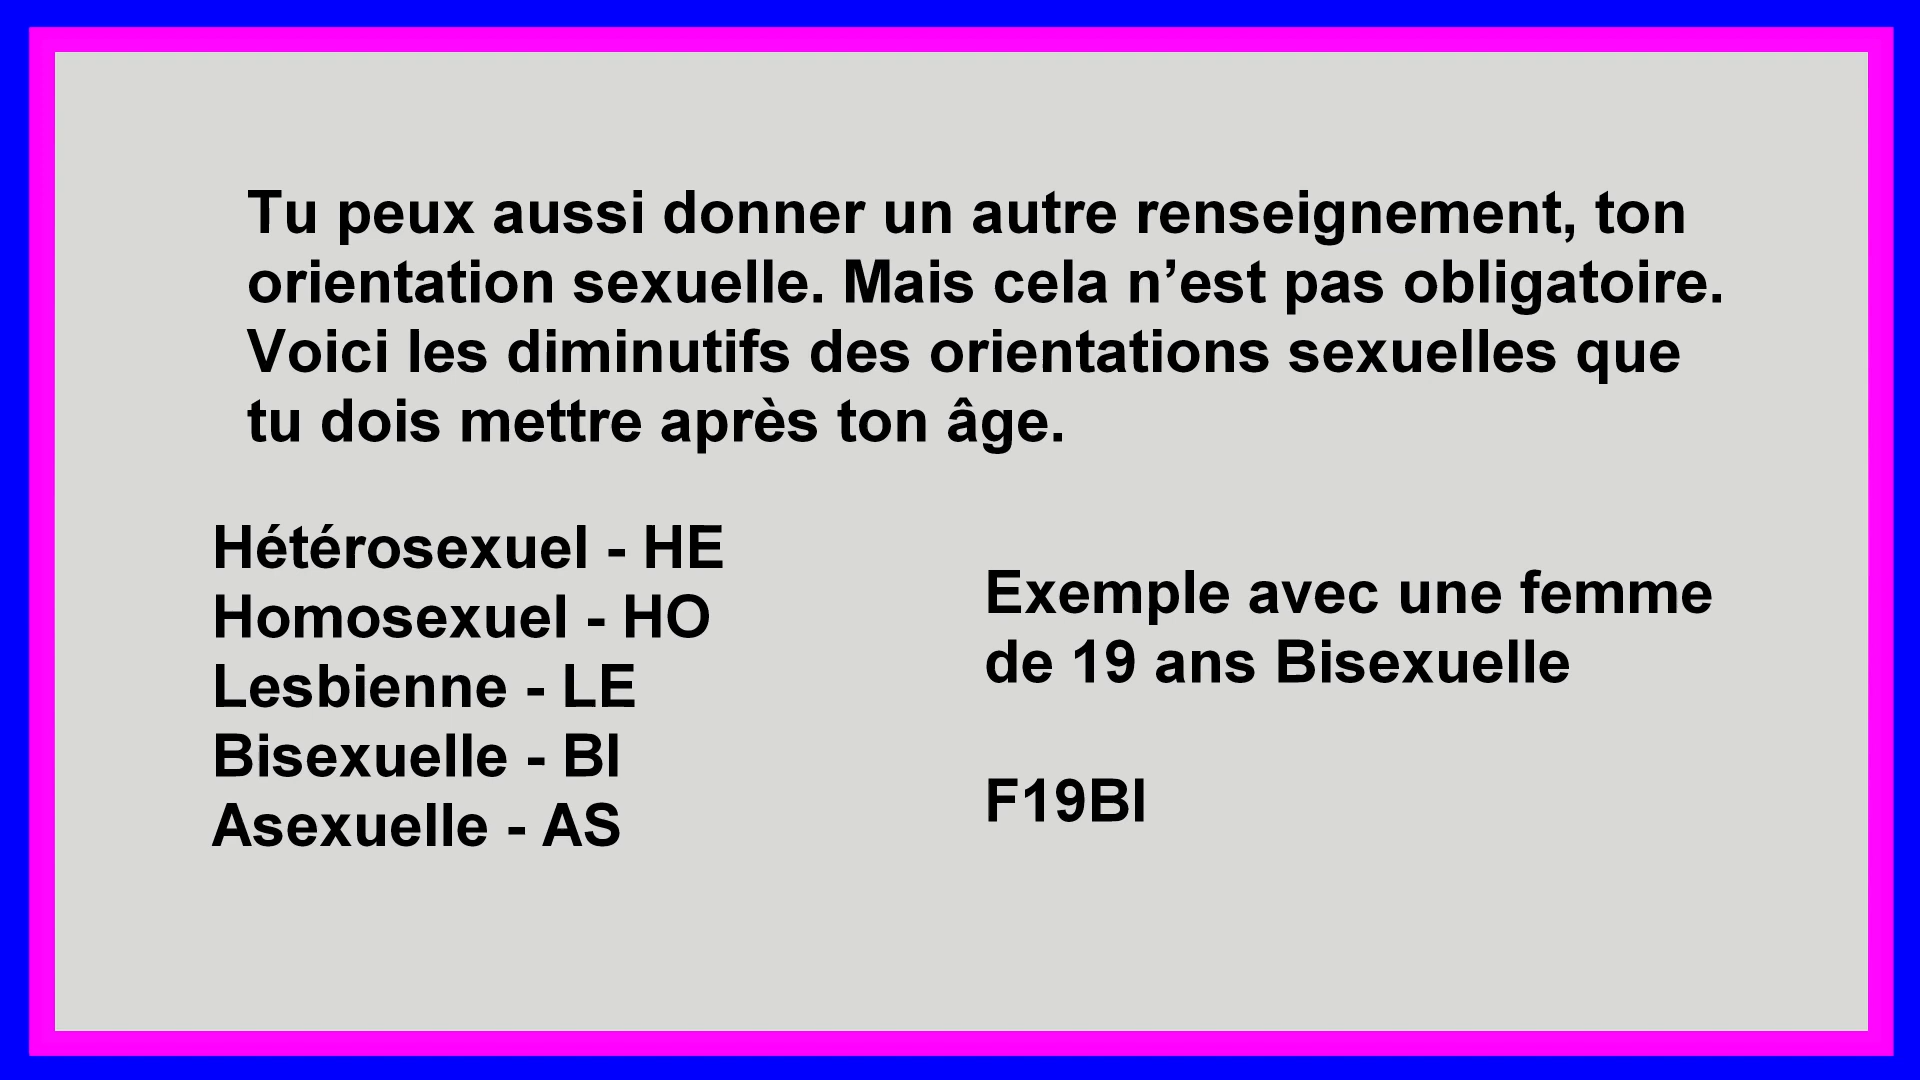 Tu peux aussi donner un autre renseignement, ton
orientation sexuelle. Mais cela n’est pas obligatoire.
Voici les diminutifs des orientations sexuelles que
tu dois mettre après ton âge.
Hétérosexuel - HE
Homosexuel - HO
Lesbienne - LE
Bisexuelle - BI
Asexuelle - AS
Exemple avec une femme
de 19 ans Bisexuelle
F19BI